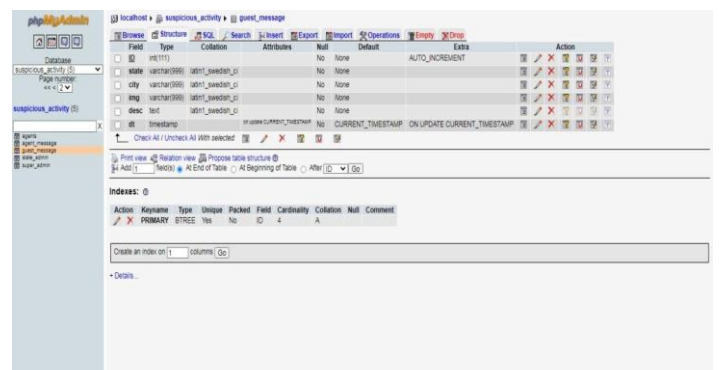 phpMyAdmin
localhost ▸ suspicious_activity ▸ guest_message
Browse Structure SQL Search Insert Export Import Operations Empty Drop
Field Type Collation Attributes Null Default Extra Action
ID int(111) No None AUTO_INCREMENT
state varchar(999) latin1_swedish_ci No None
city varchar(999) latin1_swedish_ci No None
img varchar(999) latin1_swedish_ci No None
desc text latin1_swedish_ci No None
dt timestamp on update CURRENT_TIMESTAMP No CURRENT_TIMESTAMP ON UPDATE CURRENT_TIMESTAMP
Check All / Uncheck All With selected:
Print view Relation view Propose table structure
Add 1 field(s) At End of Table At Beginning of Table After ID Go
Indexes:
Action Keyname Type Unique Packed Field Cardinality Collation Null Comment
PRIMARY BTREE Yes No ID 4 A
Create an index on 1 columns Go
+ Details...
Database
suspicious_activity (5)
Page number:
<< < 2
suspicious_activity (5)
X
agents
agent_message
guest_message
state_admin
super_admin